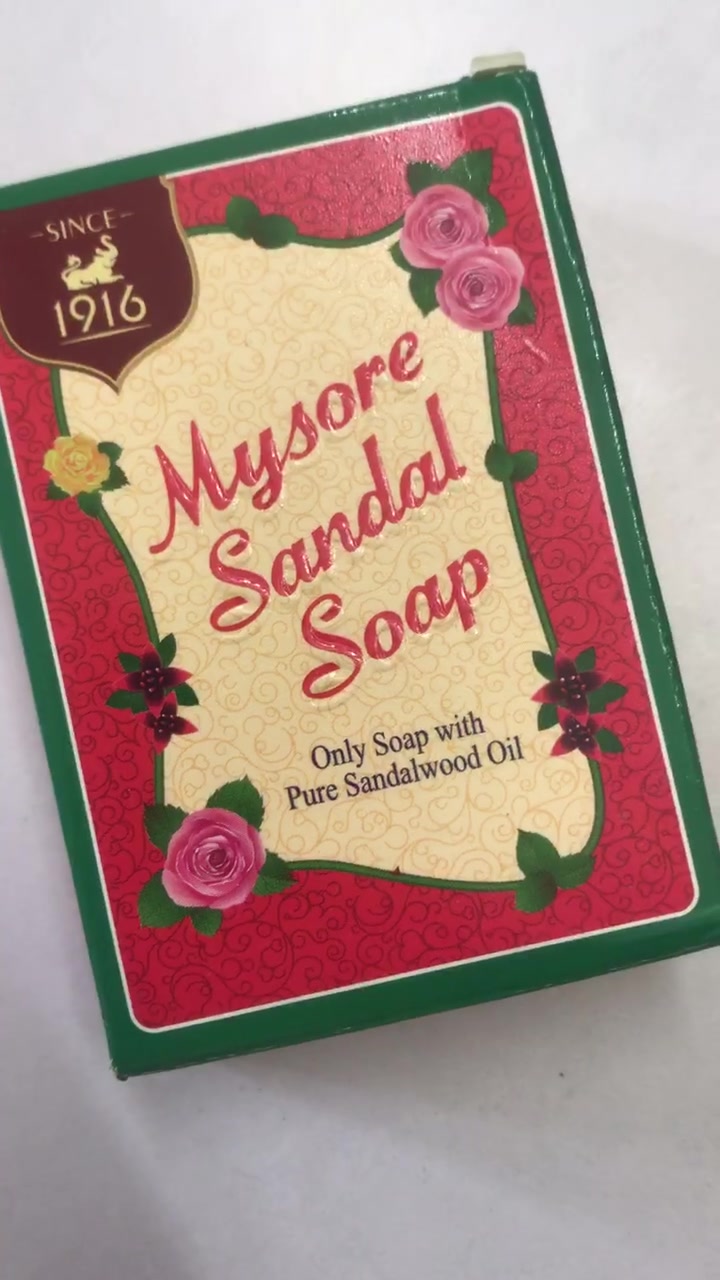 -SINCE-
1916
Mysore
Sandal
Soap
Only Soap with
Pure Sandalwood Oil